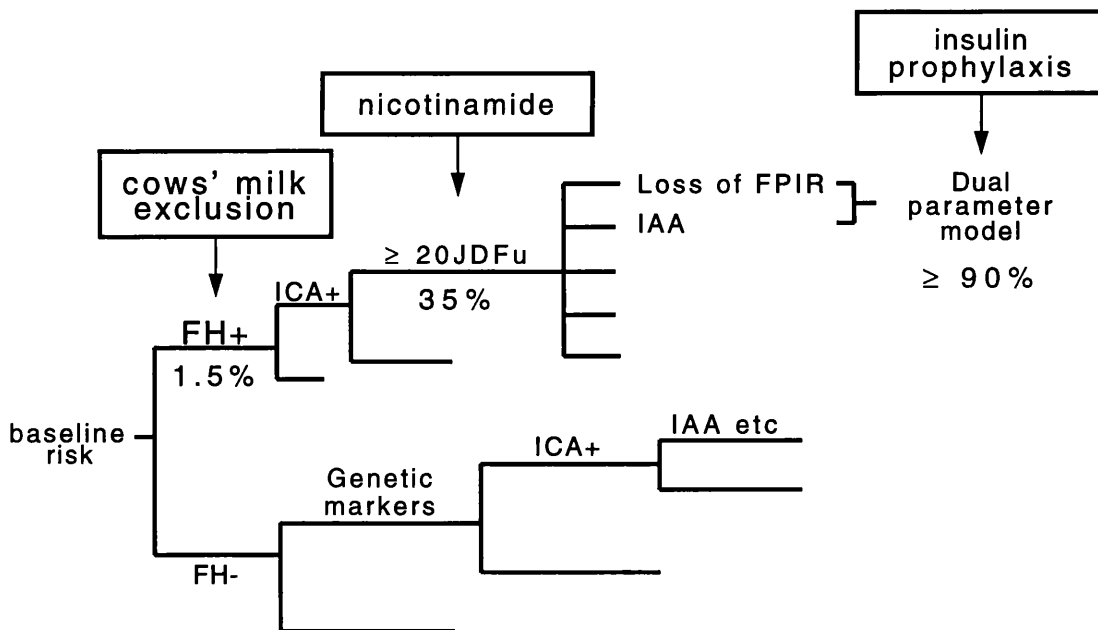 insulin
prophylaxis
nicotinamide
cows' milk
exclusion
Loss of FPIR
IAA
Dual
parameter
model
≥ 90%
≥ 20JDFu
35%
ICA+
FH+
1.5%
baseline
risk
IAA etc
ICA+
Genetic
markers
FH-